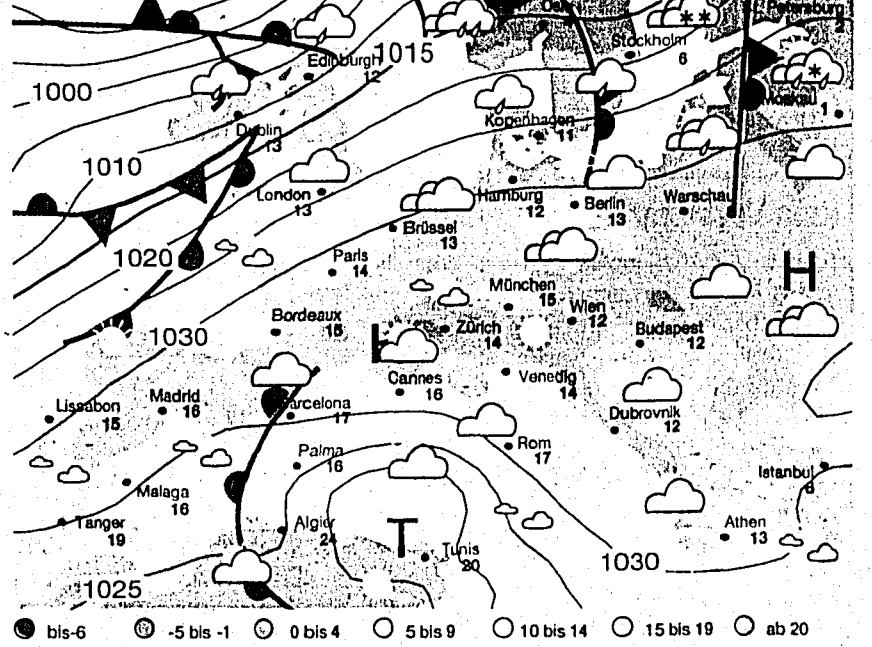 Petersburg
2
Stockholm
6
1015
Edinburgh
12
1000
Moskau
1
Kopenhagen
11
Dublin
13
1010
London
13
Hamburg
12
Berlin
13
Warschau
Brüssel
13
1020
Paris
14
H
München
15
Bordeaux
15
Zürich
14
Wien
12
Budapest
12
1030
Cannes
16
Venedig
14
Lissabon
15
Madrid
16
Barcelona
17
Dubrovnik
12
Rom
17
Palma
16
Istanbul
8
Malaga
16
Tanger
19
Algier
24
T
Tunis
20
Athen
13
1030
1025
bis-6 -5 bis -1 0 bis 4 5 bis 9 10 bis 14 15 bis 19 ab 20